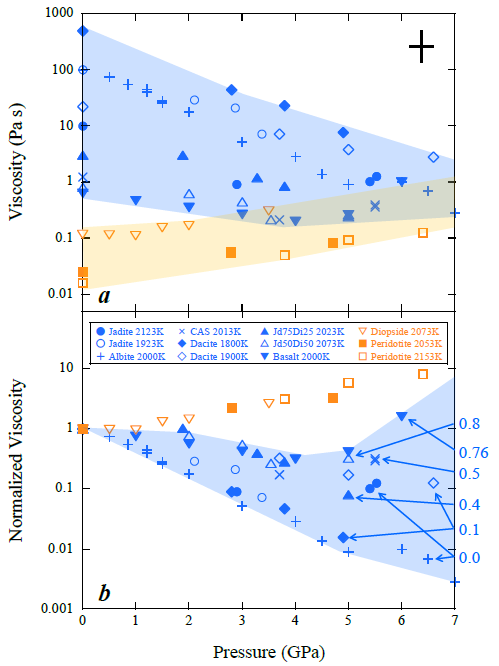 1000
100
10
1
0.1
0.01
Viscosity (Pa s)
a
Jadite 2123K
CAS 2013K
Jd75Di25 2023K
Diopside 2073K
Jadite 1923K
Dacite 1800K
Jd50Di50 2073K
Peridotite 2053K
Albite 2000K
Dacite 1900K
Basalt 2000K
Peridotite 2153K
10
1
0.1
0.01
0.001
Normalized Viscosity
0.8
0.76
0.5
0.4
0.1
0.0
b
0 1 2 3 4 5 6 7
Pressure (GPa)